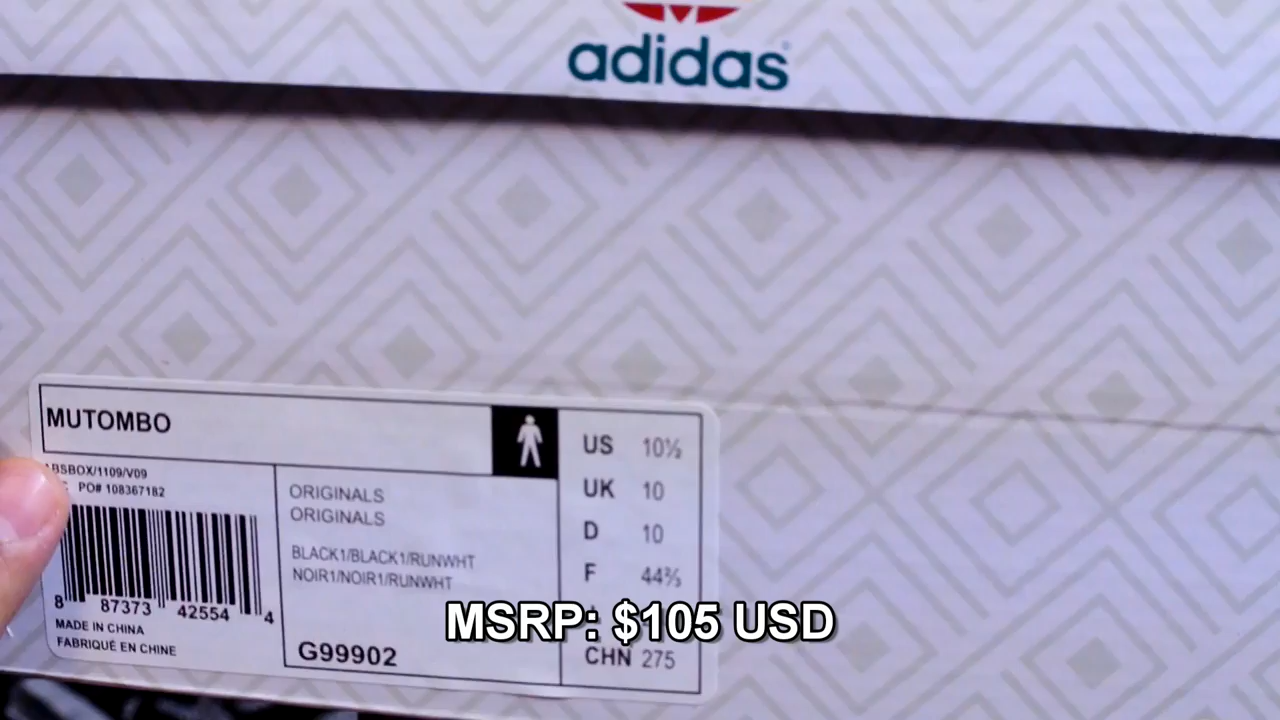 adidas
MUTOMBO
BSBOX/1109/V09
PO# 108367182
8 87373 42554 4
MADE IN CHINA
FABRIQUÉ EN CHINE
ORIGINALS
ORIGINALS
BLACK1/BLACK1/RUNWHT
NOIR1/NOIR1/RUNWHT
G99902
US 10½
UK 10
D 10
F 44⅔
CHN 275
MSRP: $105 USD